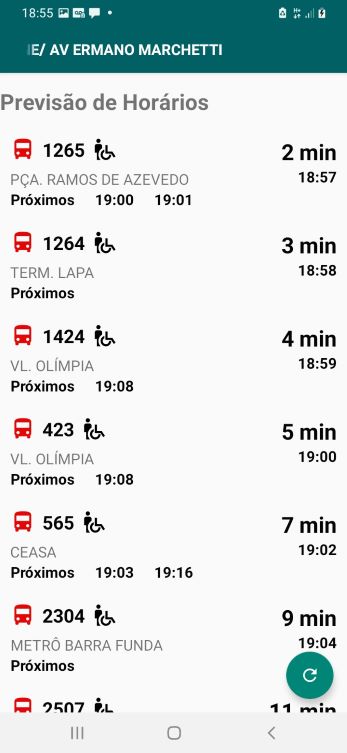 18:55
E/ AV ERMANO MARCHETTI
Previsão de Horários
1265 2 min
PÇA. RAMOS DE AZEVEDO 18:57
Próximos 19:00 19:01
1264 3 min
TERM. LAPA 18:58
Próximos
1424 4 min
VL. OLÍMPIA 18:59
Próximos 19:08
423 5 min
VL. OLÍMPIA 19:00
Próximos 19:08
565 7 min
CEASA 19:02
Próximos 19:03 19:16
2304 9 min
METRÔ BARRA FUNDA 19:04
Próximos
2507 11 min